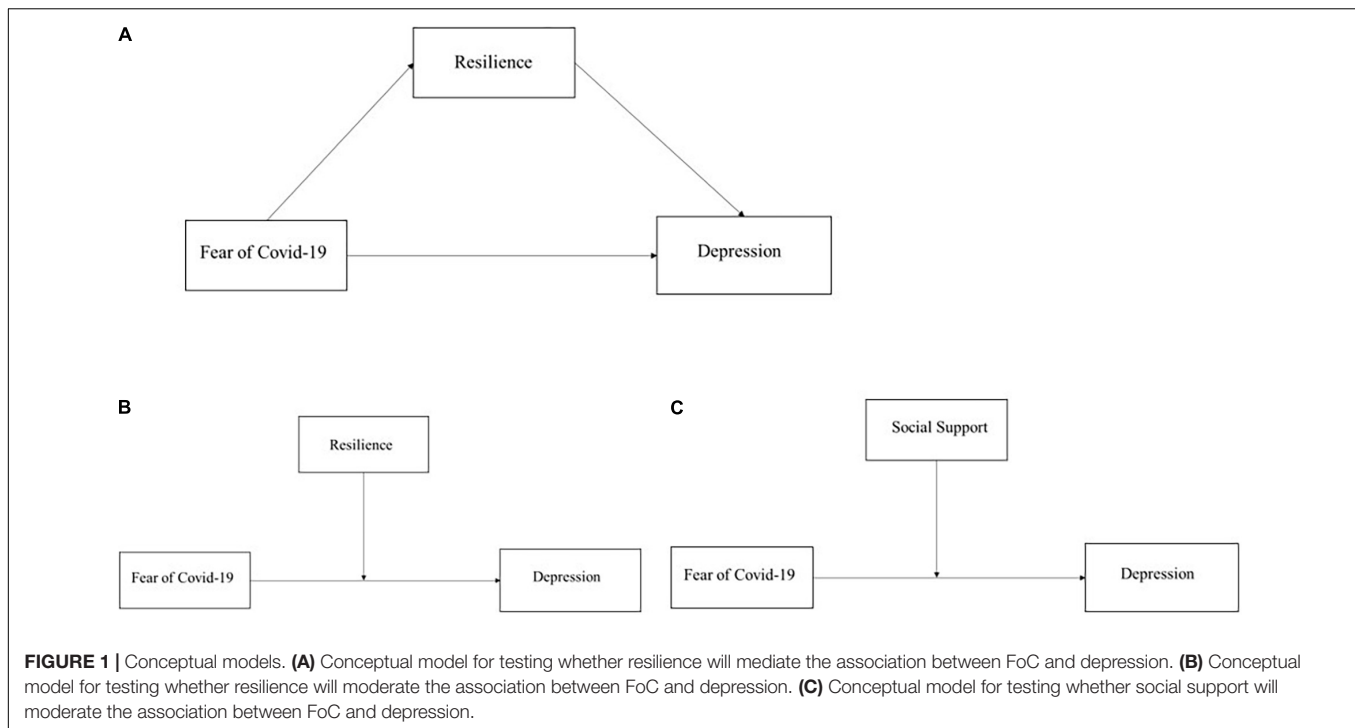 A
Resilience
Fear of Covid-19
Depression
B
Resilience
Fear of Covid-19
Depression
C
Social Support
Fear of Covid-19
Depression
FIGURE 1 | Conceptual models. (A) Conceptual model for testing whether resilience will mediate the association between FoC and depression. (B) Conceptual
model for testing whether resilience will moderate the association between FoC and depression. (C) Conceptual model for testing whether social support will
moderate the association between FoC and depression.